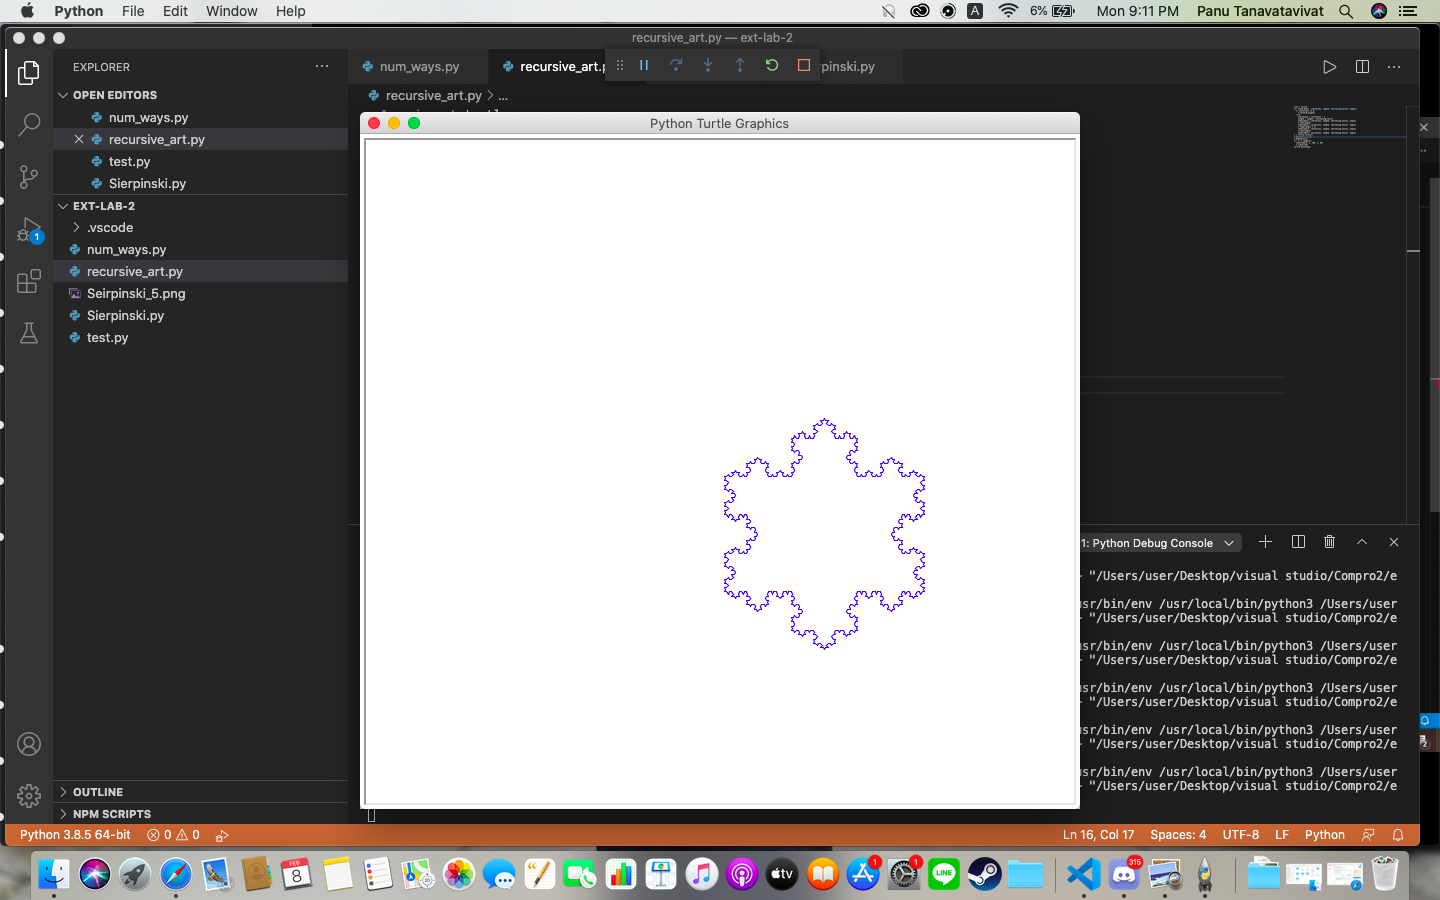 Python File Edit Window Help
A 6% Mon 9:11 PM Panu Tanavatavivat
recursive_art.py — ext-lab-2
EXPLORER
num_ways.py recursive_art.p rpinski.py
OPEN EDITORS
recursive_art.py > ...
num_ways.py
recursive_art.py
test.py
Sierpinski.py
EXT-LAB-2
.vscode
num_ways.py
recursive_art.py
Seirpinski_5.png
Sierpinski.py
test.py
1
Python Turtle Graphics
1: Python Debug Console
"/Users/user/Desktop/visual studio/Compro2/e
usr/bin/env /usr/local/bin/python3 /Users/user
"/Users/user/Desktop/visual studio/Compro2/e
usr/bin/env /usr/local/bin/python3 /Users/user
"/Users/user/Desktop/visual studio/Compro2/e
usr/bin/env /usr/local/bin/python3 /Users/user
"/Users/user/Desktop/visual studio/Compro2/e
usr/bin/env /usr/local/bin/python3 /Users/user
"/Users/user/Desktop/visual studio/Compro2/e
usr/bin/env /usr/local/bin/python3 /Users/user
"/Users/user/Desktop/visual studio/Compro2/e
OUTLINE
NPM SCRIPTS
Python 3.8.5 64-bit 0 0 Ln 16, Col 17 Spaces: 4 UTF-8 LF Python
FEB
8
tv
1
1
LINE
315